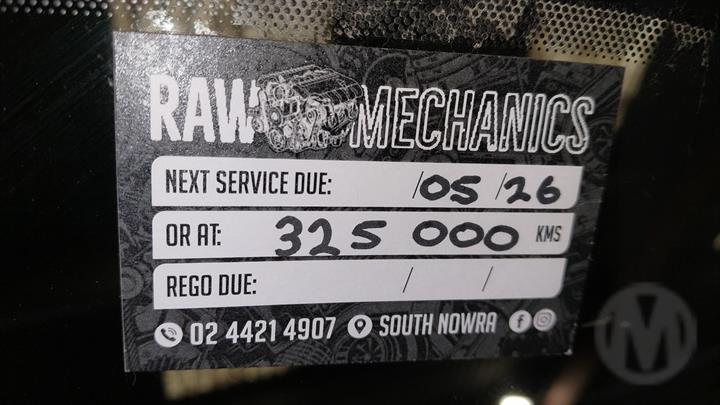 RAW MECHANICS
NEXT SERVICE DUE: /05/26
OR AT: 325 000 KMS
REGO DUE: / /
02 4421 4907 SOUTH NOWRA
M